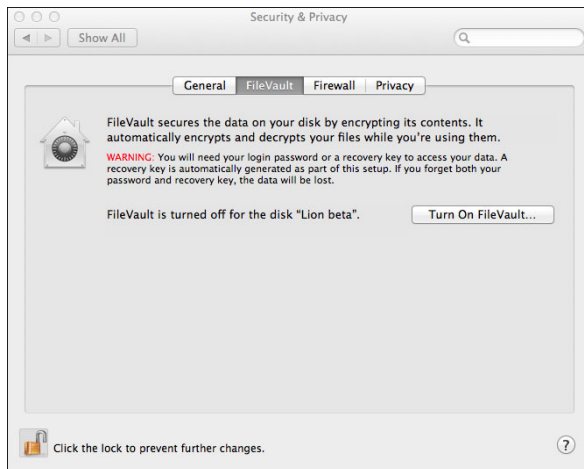 Security & Privacy
Show All
General FileVault Firewall Privacy
FileVault secures the data on your disk by encrypting its contents. It
automatically encrypts and decrypts your files while you're using them.
WARNING: You will need your login password or a recovery key to access your data. A
recovery key is automatically generated as part of this setup. If you forget both your
password and recovery key, the data will be lost.
FileVault is turned off for the disk "Lion beta". Turn On FileVault...
Click the lock to prevent further changes. ?